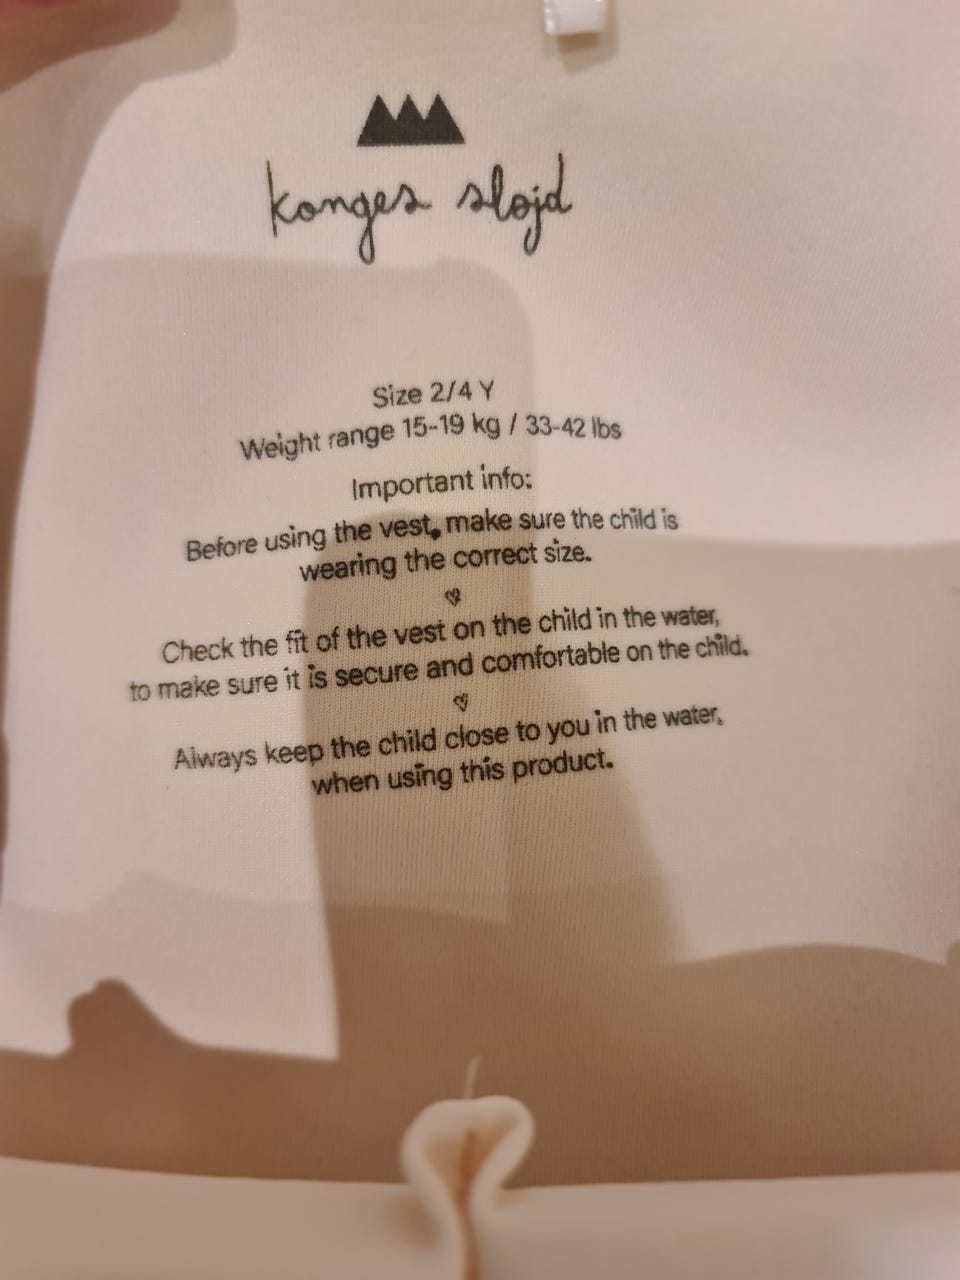 konges sløjd
Size 2/4 Y
Weight range 15-19 kg / 33-42 lbs
Important info:
Before using the vest, make sure the child is
wearing the correct size.
Check the fit of the vest on the child in the water,
to make sure it is secure and comfortable on the child.
Always keep the child close to you in the water,
when using this product.